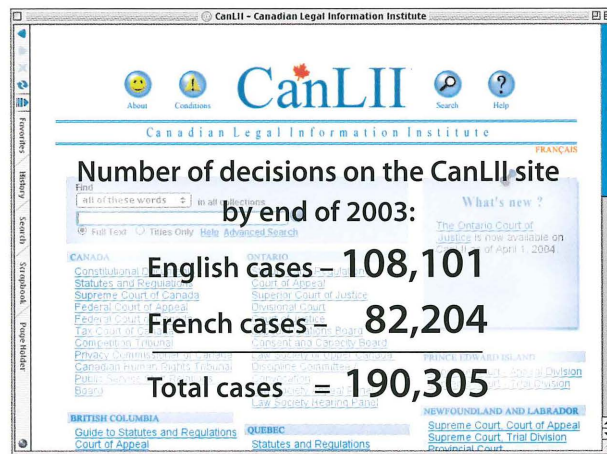 CanLII - Canadian Legal Information Institute
About
Conditions
CanLII
Search
Help
Canadian Legal Information Institute
FRANÇAIS
Favorites
History
Search
Scrapbook
Page Holder
Number of decisions on the CanLII site
by end of 2003:
English cases – 108,101
French cases – 82,204
Total cases = 190,305
Find
all of these words
in all collections
Full Text
Titles Only
Help
Advanced Search
What's new ?
The Ontario Court of
Justice is now available on
CanLII as of April 1, 2004.
CANADA
Constitutional
Statutes and Regulations
Supreme Court of Canada
Federal Court of Appeal
Federal Court
Tax Court of
Competition Tribunal
Privacy Commissioner of Canada
Canadian Human Rights Tribunal
Public
Board
ONTARIO
Court of Appeal
Superior Court of Justice
Divisional Court
Consent and Capacity Board
Law Society Hearing Panel
PRINCE EDWARD ISLAND
Appeal Division
Trial Division
BRITISH COLUMBIA
Guide to Statutes and Regulations
Court of Appeal
QUEBEC
Statutes and Regulations
NEWFOUNDLAND AND LABRADOR
Supreme Court, Court of Appeal
Supreme Court, Trial Division
Provincial Court